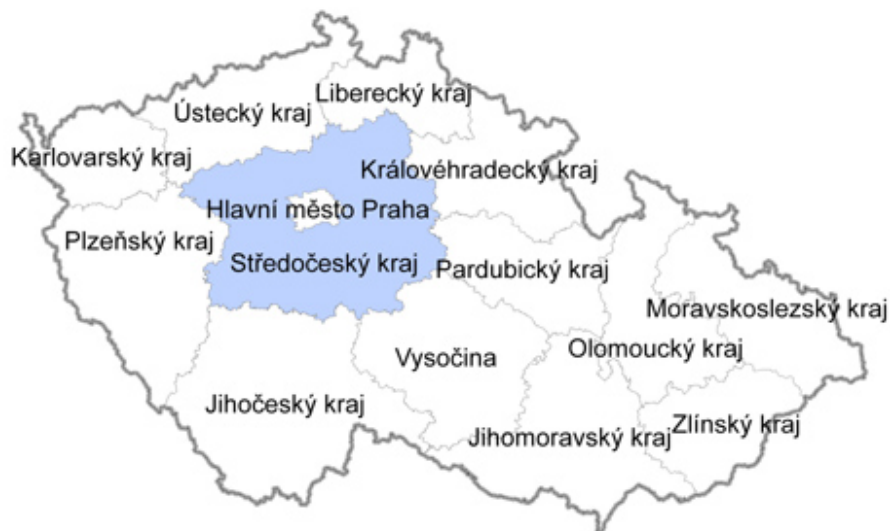 Liberecký kraj
Ústecký kraj
Karlovarský kraj
Královéhradecký kraj
Hlavní město Praha
Plzeňský kraj
Středočeský kraj
Pardubický kraj
Moravskoslezský kraj
Olomoucký kraj
Vysočina
Jihočeský kraj
Zlínský kraj
Jihomoravský kraj